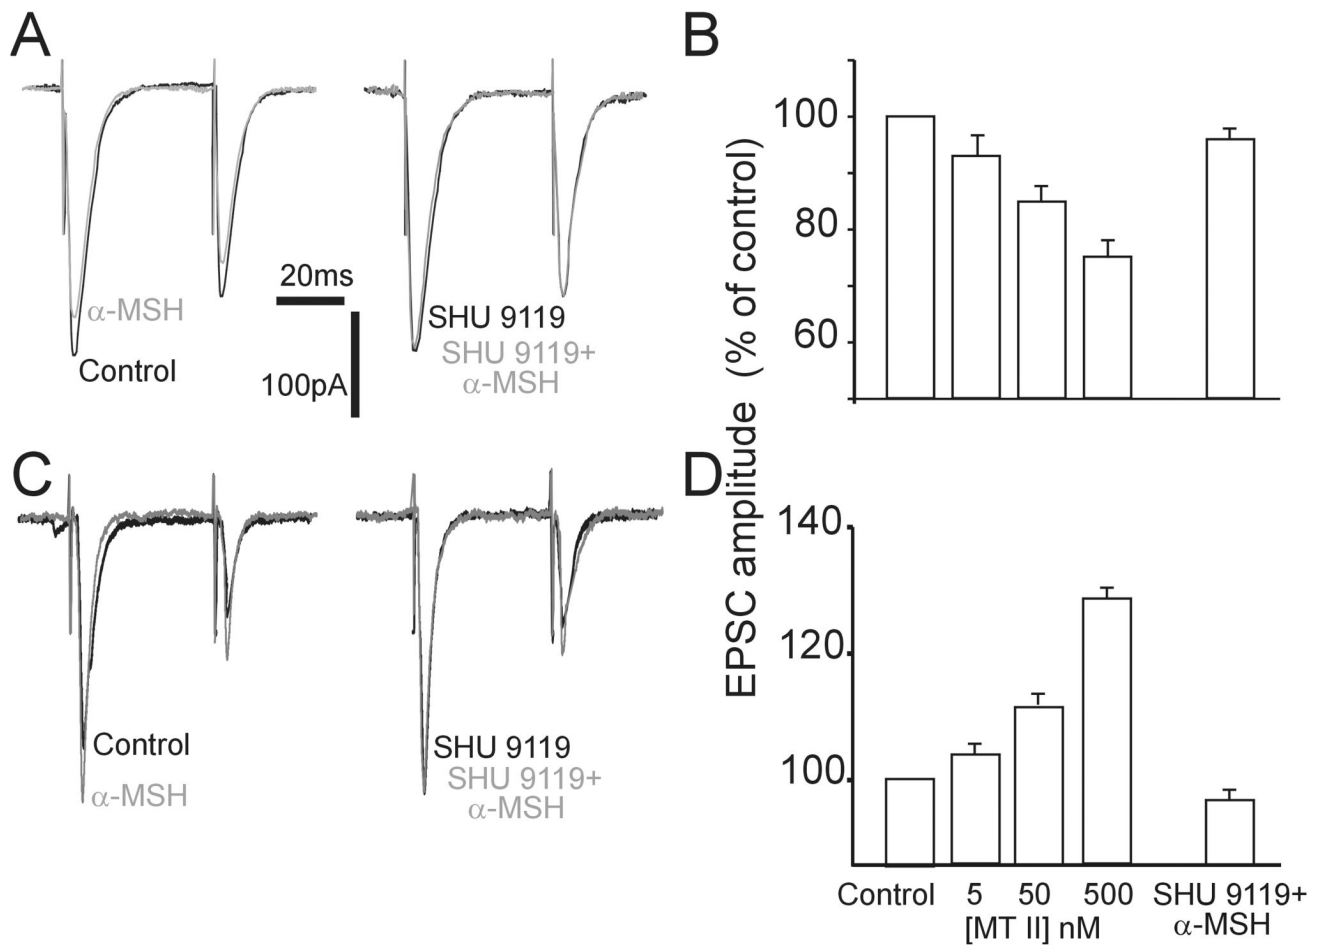 A
α-MSH
Control
20ms
100pA
SHU 9119
SHU 9119+
α-MSH
B
EPSC amplitude (% of control)
100
80
60
C
Control
α-MSH
SHU 9119
SHU 9119+
α-MSH
D
140
120
100
Control 5 50 500 SHU 9119+
[MT II] nM α-MSH